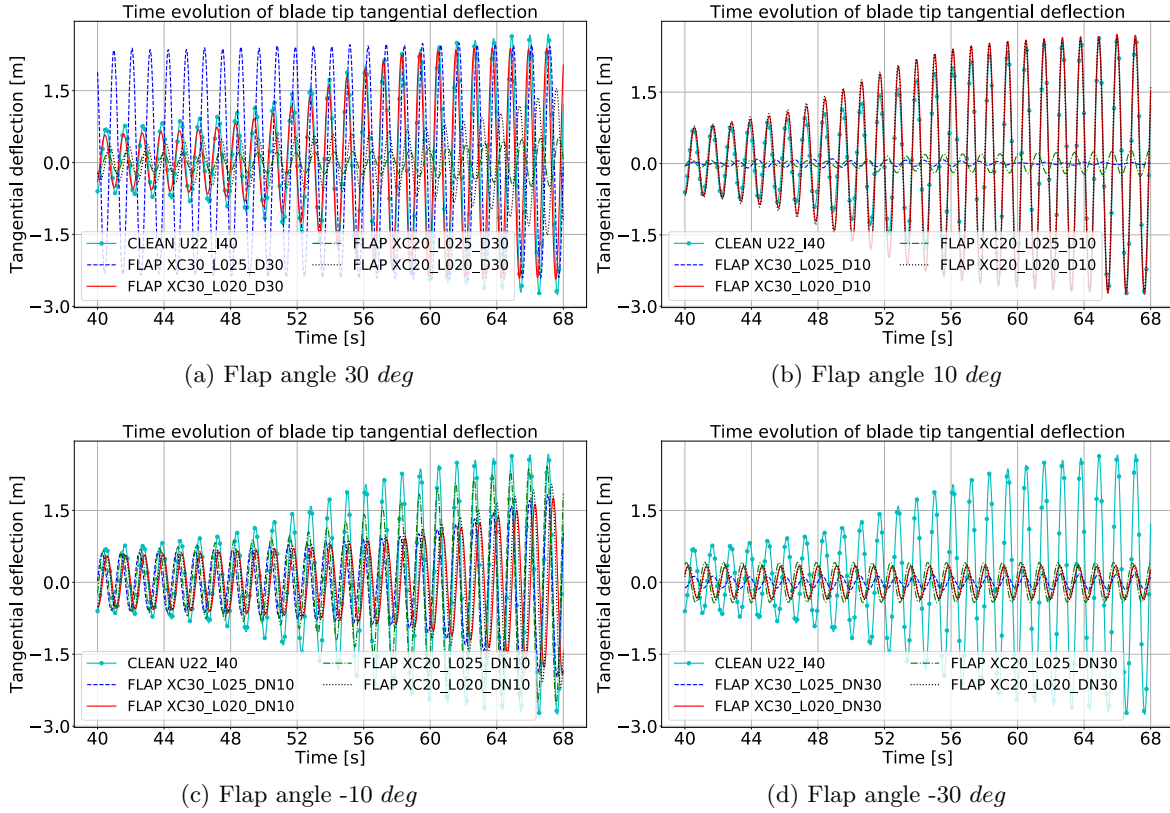 Time evolution of blade tip tangential deflection
Tangential deflection [m]
1.5
0.0
−1.5
−3.0
CLEAN U22_I40
FLAP XC30_L025_D30
FLAP XC30_L020_D30
FLAP XC20_L025_D30
FLAP XC20_L020_D30
40 44 48 52 56 60 64 68
Time [s]
(a) Flap angle 30 deg
Time evolution of blade tip tangential deflection
Tangential deflection [m]
1.5
0.0
−1.5
−3.0
CLEAN U22_I40
FLAP XC30_L025_D10
FLAP XC30_L020_D10
FLAP XC20_L025_D10
FLAP XC20_L020_D10
40 44 48 52 56 60 64 68
Time [s]
(b) Flap angle 10 deg
Time evolution of blade tip tangential deflection
Tangential deflection [m]
1.5
0.0
−1.5
−3.0
CLEAN U22_I40
FLAP XC30_L025_DN10
FLAP XC30_L020_DN10
FLAP XC20_L025_DN10
FLAP XC20_L020_DN10
40 44 48 52 56 60 64 68
Time [s]
(c) Flap angle -10 deg
Time evolution of blade tip tangential deflection
Tangential deflection [m]
1.5
0.0
−1.5
−3.0
CLEAN U22_I40
FLAP XC30_L025_DN30
FLAP XC30_L020_DN30
FLAP XC20_L025_DN30
FLAP XC20_L020_DN30
40 44 48 52 56 60 64 68
Time [s]
(d) Flap angle -30 deg